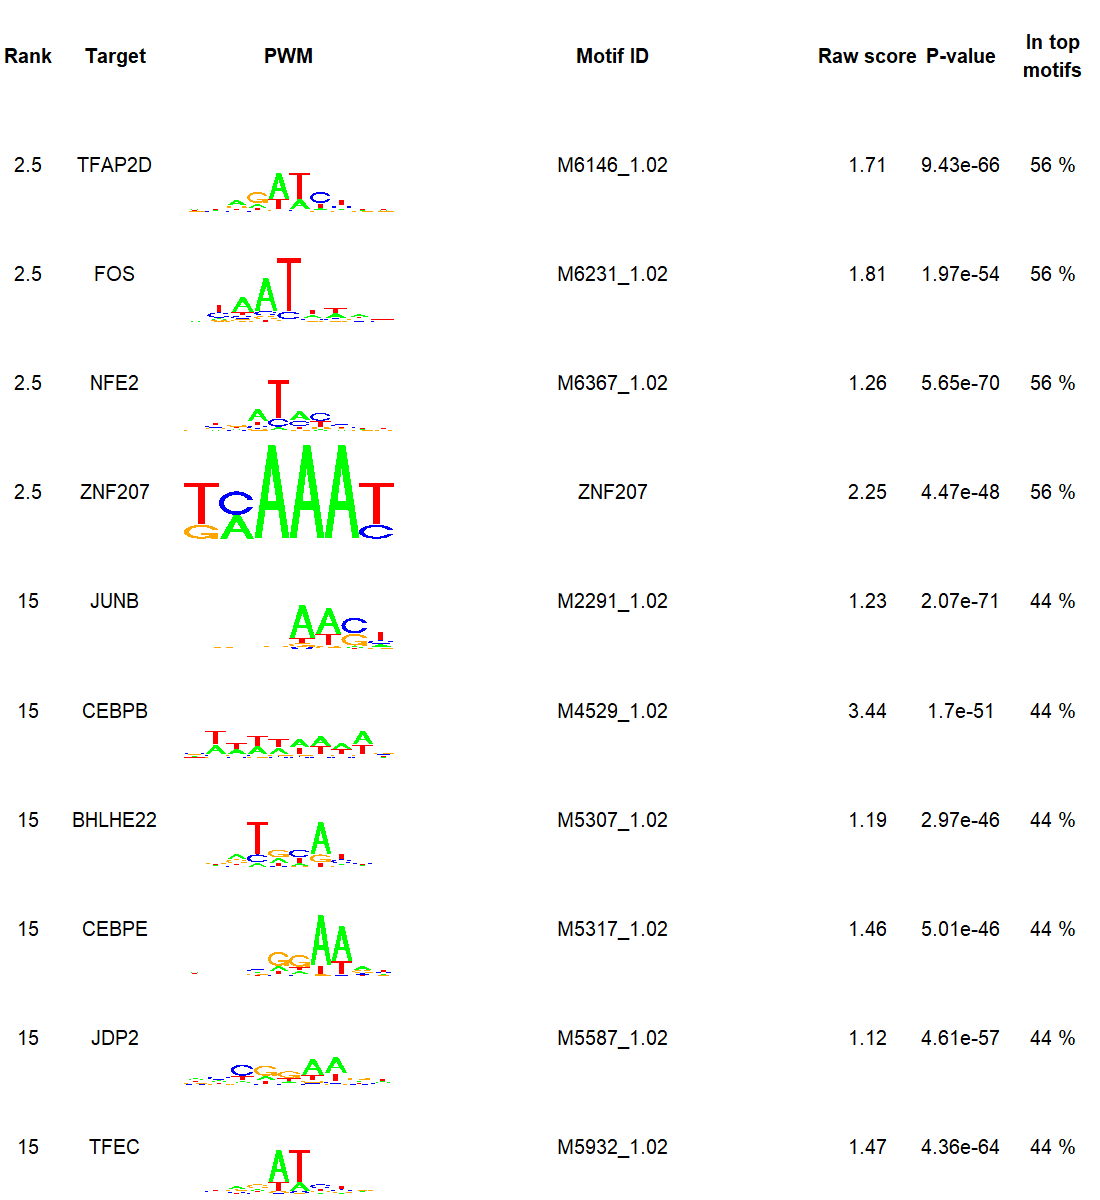 Rank Target PWM Motif ID Raw score P-value In top motifs
2.5 TFAP2D M6146_1.02 1.71 9.43e-66 56 %
2.5 FOS M6231_1.02 1.81 1.97e-54 56 %
2.5 NFE2 M6367_1.02 1.26 5.65e-70 56 %
2.5 ZNF207 ZNF207 2.25 4.47e-48 56 %
15 JUNB M2291_1.02 1.23 2.07e-71 44 %
15 CEBPB M4529_1.02 3.44 1.7e-51 44 %
15 BHLHE22 M5307_1.02 1.19 2.97e-46 44 %
15 CEBPE M5317_1.02 1.46 5.01e-46 44 %
15 JDP2 M5587_1.02 1.12 4.61e-57 44 %
15 TFEC M5932_1.02 1.47 4.36e-64 44 %